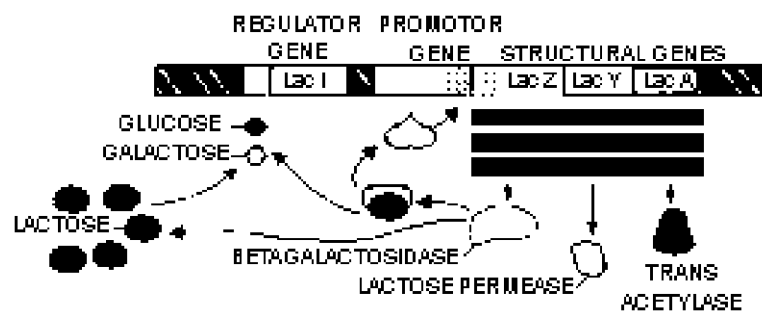 REGULATOR PROMOTOR
GENE GENE STRUCTURAL GENES
Lac I Lac Z Lac Y Lac A
GLUCOSE
GALACTOSE
LACTOSE
BETAGALACTOSIDASE
LACTOSE PERMEASE
TRANS
ACETYLASE